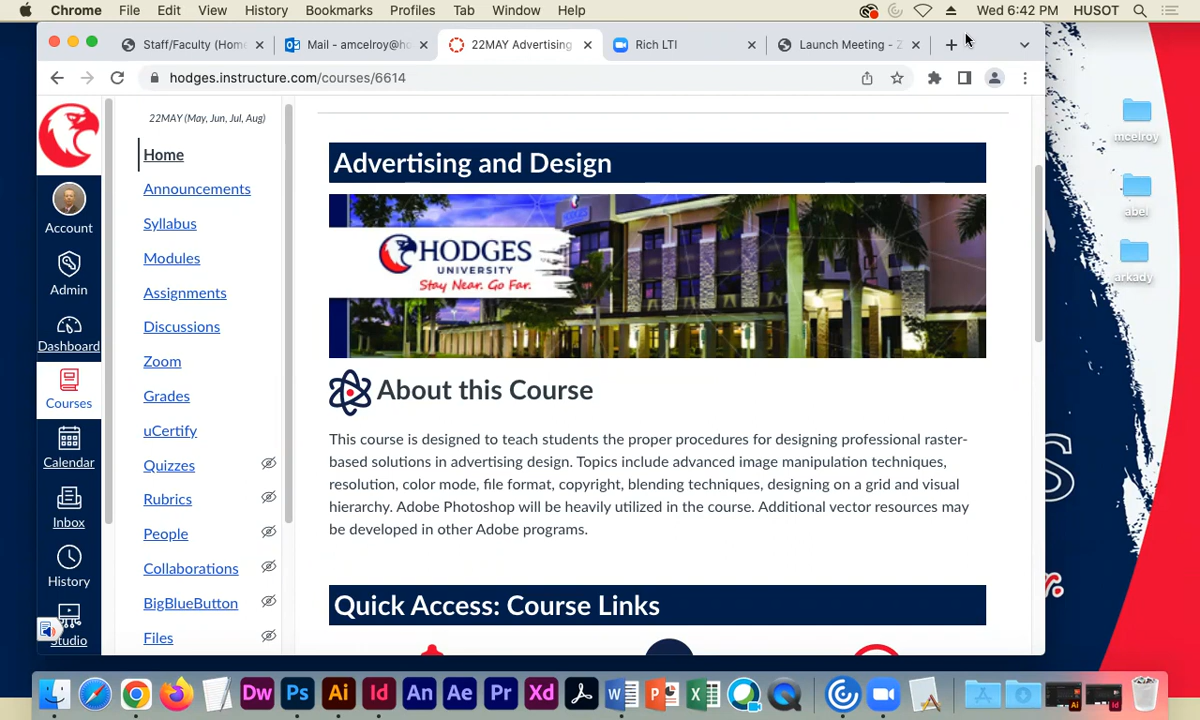 Chrome File Edit View History Bookmarks Profiles Tab Window Help Wed 6:42 PM HUSOT
Staff/Faculty (Hom Mail - amcelroy@ho 22MAY Advertising Rich LTI Launch Meeting - Z
hodges.instructure.com/courses/6614
22MAY (May, Jun, Jul, Aug)
Home
Announcements
Syllabus
Modules
Assignments
Discussions
Zoom
Grades
uCertify
Quizzes
Rubrics
People
Collaborations
BigBlueButton
Files
Account
Admin
Dashboard
Courses
Calendar
Inbox
History
Studio
Advertising and Design
HODGES
HODGES
UNIVERSITY
Stay Near. Go Far.
About this Course
This course is designed to teach students the proper procedures for designing professional raster-
based solutions in advertising design. Topics include advanced image manipulation techniques,
resolution, color mode, file format, copyright, blending techniques, designing on a grid and visual
hierarchy. Adobe Photoshop will be heavily utilized in the course. Additional vector resources may
be developed in other Adobe programs.
Quick Access: Course Links
mcelroy
abel
arkady
S
Dw Ps Ai Id An Ae Pr Xd W P X Ai Id